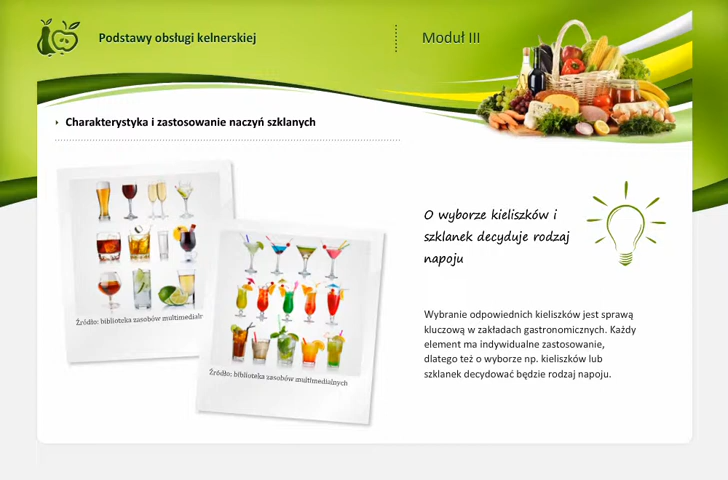 Podstawy obsługi kelnerskiej
Moduł III
Charakterystyka i zastosowanie naczyń szklanych
Źródło: biblioteka zasobów multimedialn
Źródło: biblioteka zasobów multimedialnych
O wyborze kieliszków i
szklanek decyduje rodzaj
napoju
Wybranie odpowiednich kieliszków jest sprawą
kluczową w zakładach gastronomicznych. Każdy
element ma indywidualne zastosowanie,
dlatego też o wyborze np. kieliszków lub
szklanek decydować będzie rodzaj napoju.